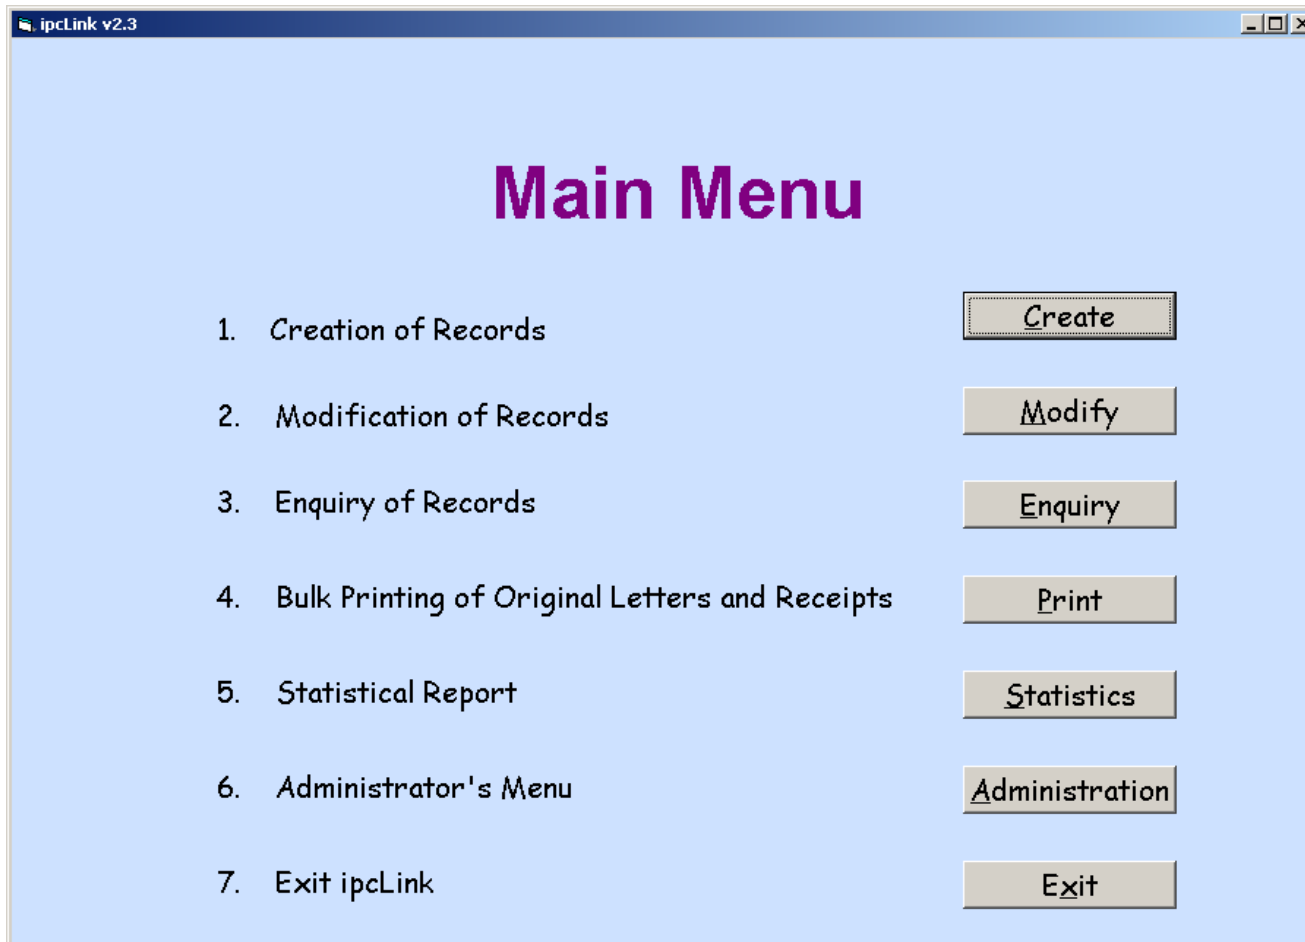 ipcLink v2.3
Main Menu
1. Creation of Records Create
2. Modification of Records Modify
3. Enquiry of Records Enquiry
4. Bulk Printing of Original Letters and Receipts Print
5. Statistical Report Statistics
6. Administrator's Menu Administration
7. Exit ipcLink Exit